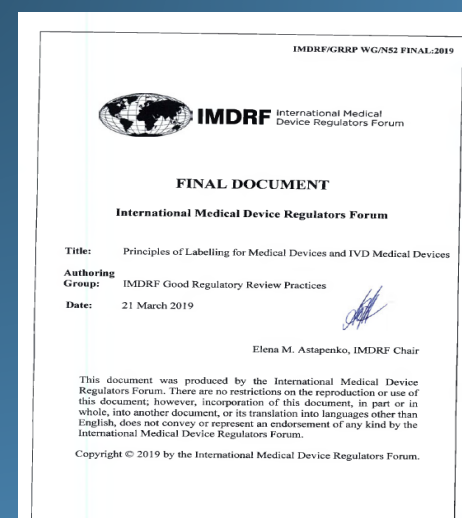 IMDRF/GRRP WG/N52 FINAL:2019
IMDRF International Medical
Device Regulators Forum
FINAL DOCUMENT
International Medical Device Regulators Forum
Title: Principles of Labelling for Medical Devices and IVD Medical Devices
Authoring
Group: IMDRF Good Regulatory Review Practices
Date: 21 March 2019
Elena M. Astapenko, IMDRF Chair
This document was produced by the International Medical Device
Regulators Forum. There are no restrictions on the reproduction or use of
this document; however, incorporation of this document, in part or in
whole, into another document, or its translation into languages other than
English, does not convey or represent an endorsement of any kind by the
International Medical Device Regulators Forum.
Copyright © 2019 by the International Medical Device Regulators Forum.